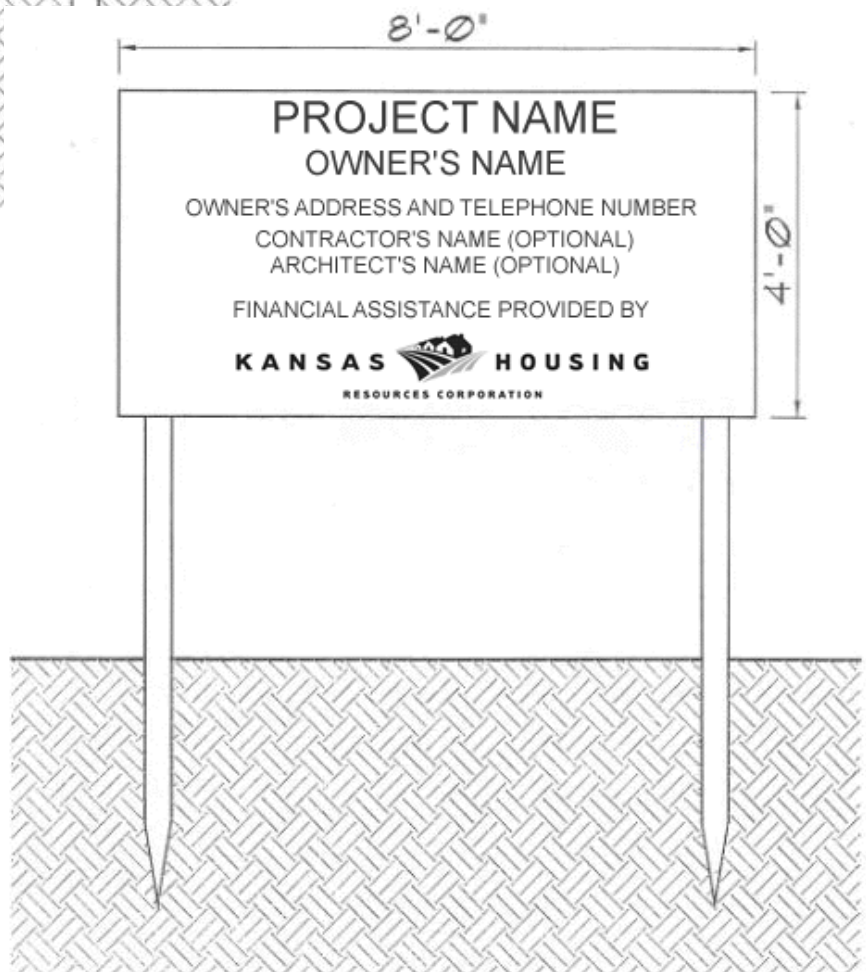 8'-0"
PROJECT NAME
OWNER'S NAME
OWNER'S ADDRESS AND TELEPHONE NUMBER
CONTRACTOR'S NAME (OPTIONAL)
ARCHITECT'S NAME (OPTIONAL)
FINANCIAL ASSISTANCE PROVIDED BY
KANSAS HOUSING
RESOURCES CORPORATION
4'-0"